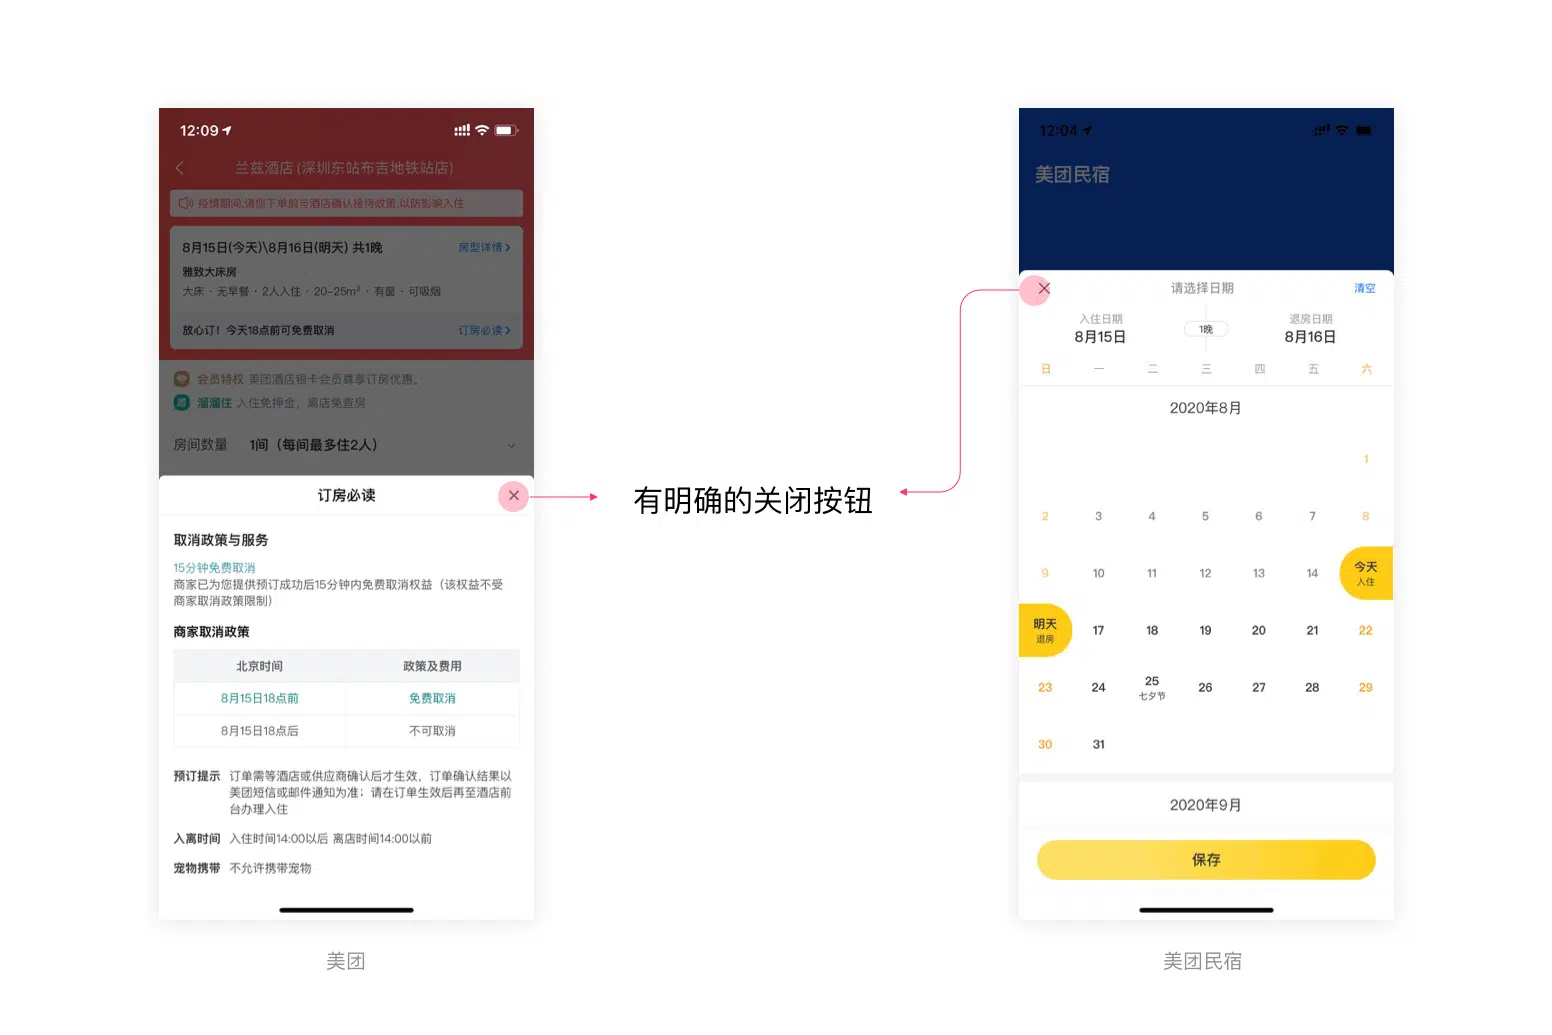 12:09
兰兹酒店 (深圳东站布吉地铁站店)
疫情期间,请您下单前与酒店确认接待政策,以防影响入住
8月15日(今天)\8月16日(明天) 共1晚
房型详情
雅致大床房
大床 · 无早餐 · 2人入住 · 20-25m² · 有窗 · 可吸烟
放心订！今天18点前可免费取消
订房必读
会员特权 美团酒店银卡会员尊享订房优惠。
溜溜住 入住免押金，离店免查房
房间数量 1间（每间最多住2人）
订房必读
取消政策与服务
15分钟免费取消
商家已为您提供预订成功后15分钟内免费取消权益（该权益不受
商家取消政策限制）
商家取消政策
北京时间 政策及费用
8月15日18点前 免费取消
8月15日18点后 不可取消
预订提示 订单需等酒店或供应商确认后才生效，订单确认结果以
美团短信或邮件通知为准；请在订单生效后再至酒店前
台办理入住
入离时间 入住时间14:00以后 离店时间14:00以前
宠物携带 不允许携带宠物
美团
有明确的关闭按钮
12:04
美团民宿
请选择日期
清空
入住日期
8月15日
1晚
退房日期
8月16日
日 一 二 三 四 五 六
2020年8月
1
2 3 4 5 6 7 8
9 10 11 12 13 14 今天
入住
明天 17 18 19 20 21 22
退房
23 24 25 26 27 28 29
七夕节
30 31
2020年9月
保存
美团民宿